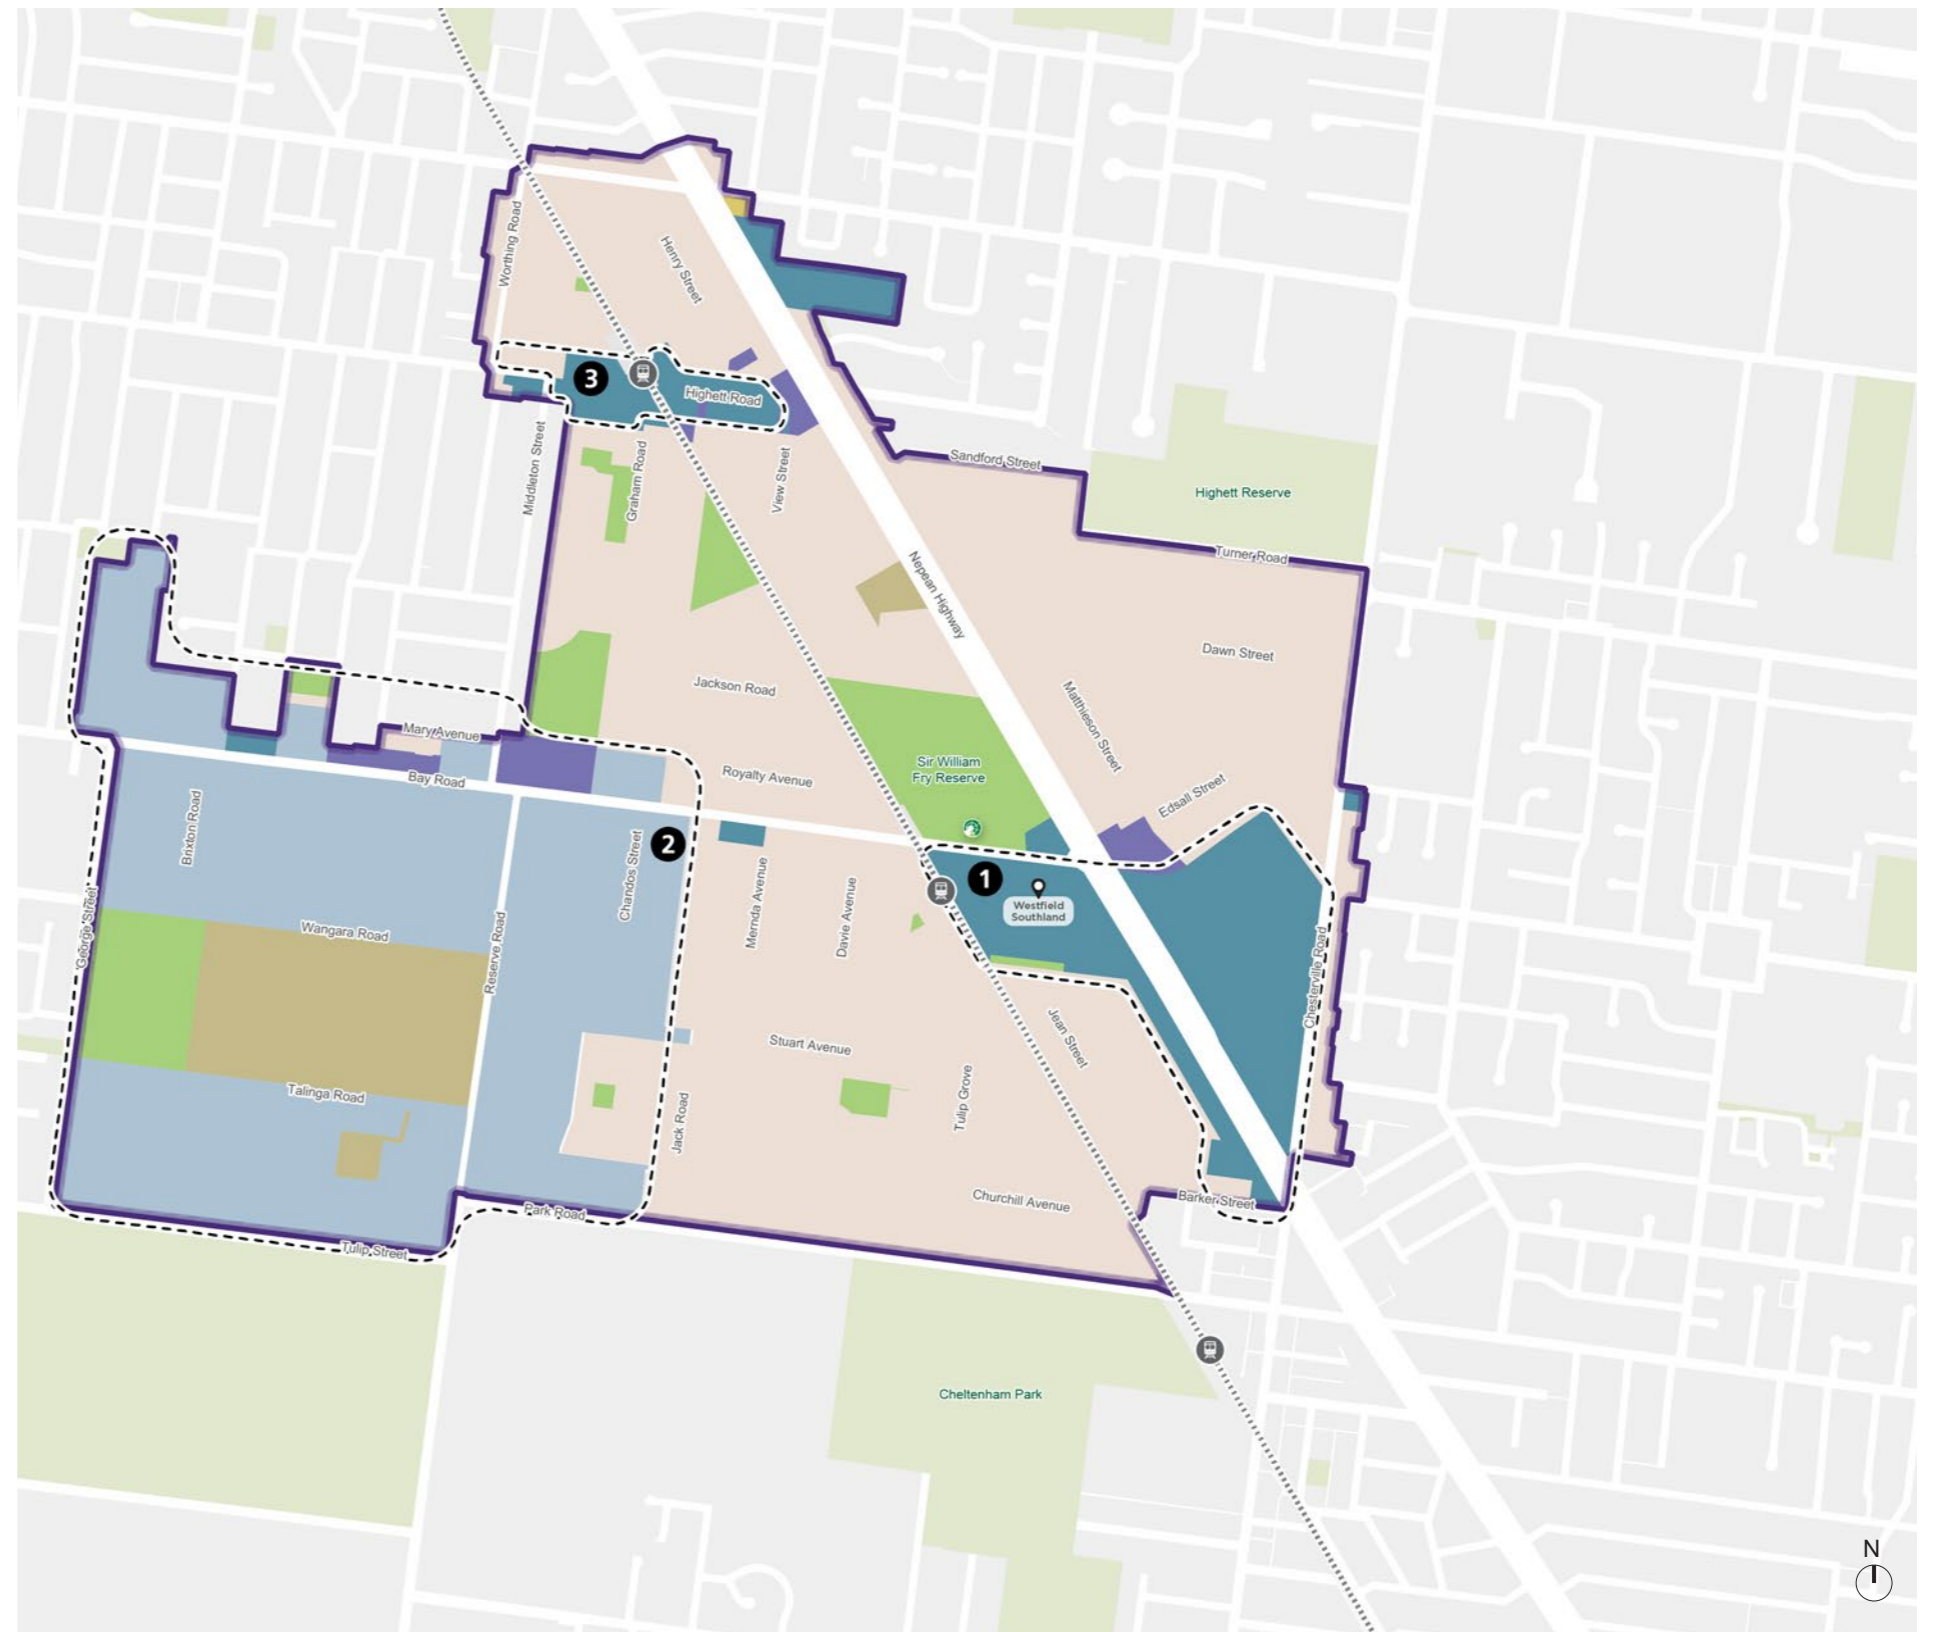 Worthing Road
Henry Street
3
Highett Road
Middleton Street
Graham Road
View Street
Sandford Street
Highett Reserve
Turner Road
Nepean Highway
Dawn Street
Jackson Road
Matthieson Street
Mary Avenue
Bay Road
Royalty Avenue
Sir William
Fry Reserve
Edsall Street
Brixton Road
Chandos Street
2
1
Westfield
Southland
Mernda Avenue
Davie Avenue
George Street
Wangara Road
Reserve Road
Chesterville Road
Stuart Avenue
Jean Street
Talinga Road
Jack Road
Tulip Grove
Churchill Avenue
Barker Street
Park Road
Tulip Street
Cheltenham Park
N